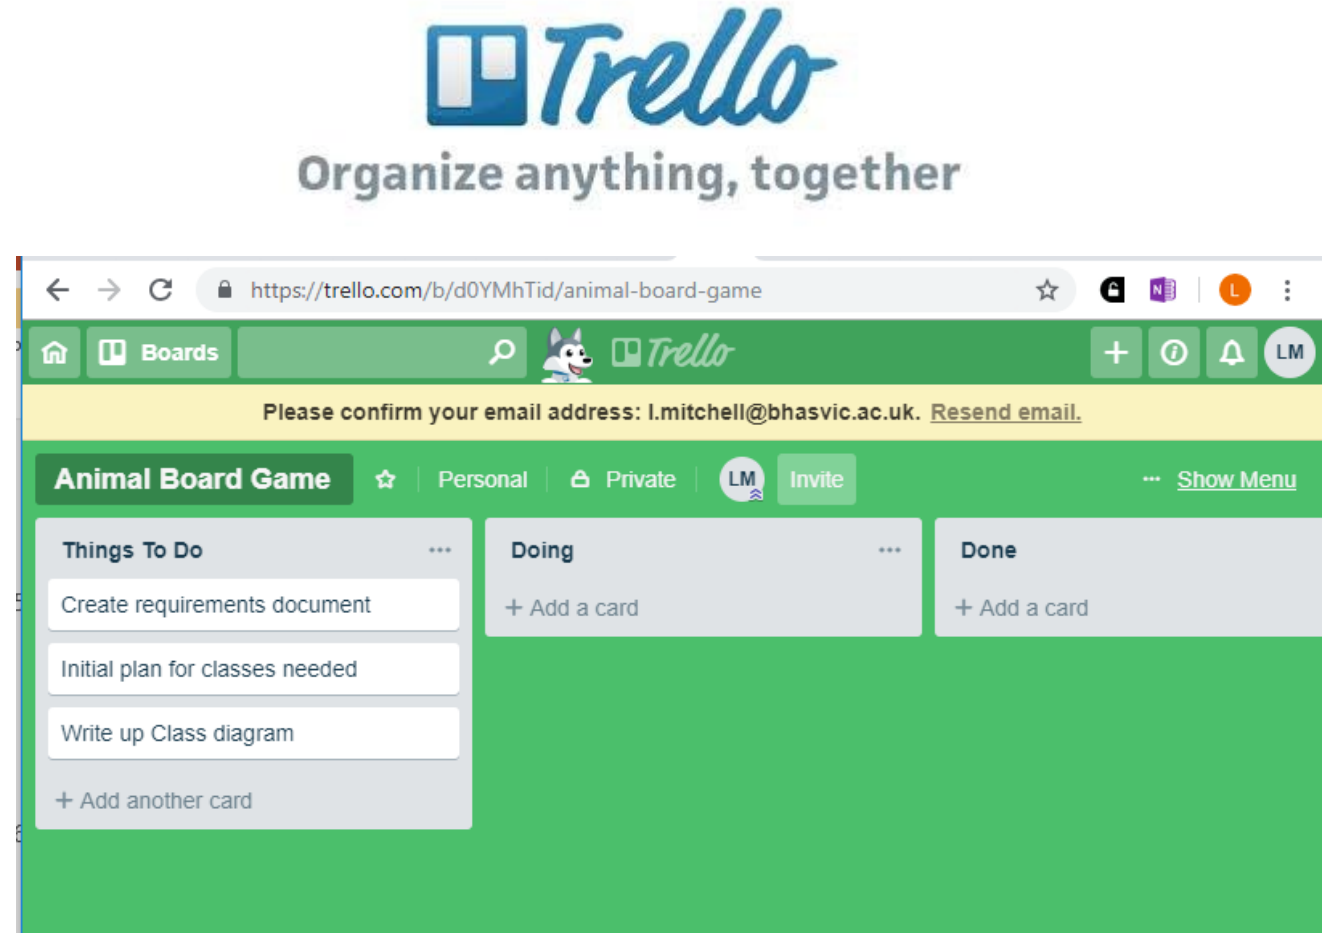 Trello
Organize anything, together
https://trello.com/b/d0YMhTid/animal-board-game
N
L
Boards
Trello
LM
Please confirm your email address: l.mitchell@bhasvic.ac.uk. Resend email.
Animal Board Game
Personal
Private
LM
Invite
Show Menu
Things To Do
Doing
Done
Create requirements document
+ Add a card
+ Add a card
Initial plan for classes needed
Write up Class diagram
+ Add another card